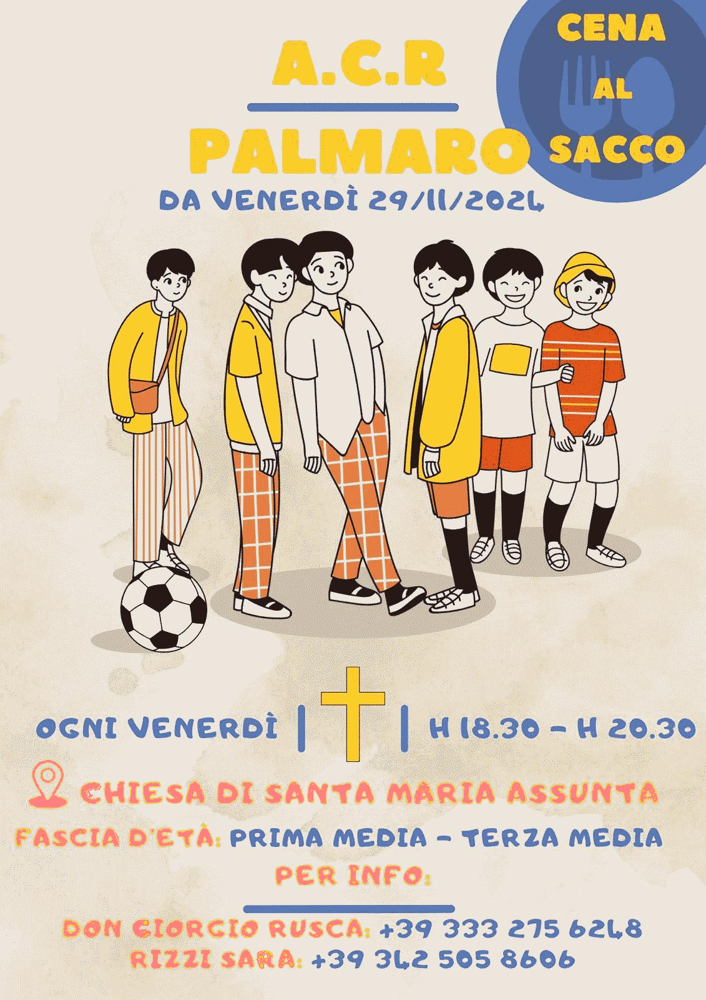 CENA
AL
SACCO
A.C.R
PALMARO
DA VENERDÌ 29/11/2024
OGNI VENERDÌ | | H 18.30 - H 20.30
CHIESA DI SANTA MARIA ASSUNTA
FASCIA D'ETÀ: PRIMA MEDIA - TERZA MEDIA
PER INFO:
DON GIORGIO RUSCA: +39 333 275 6248
RIZZI SARA: +39 342 505 8606